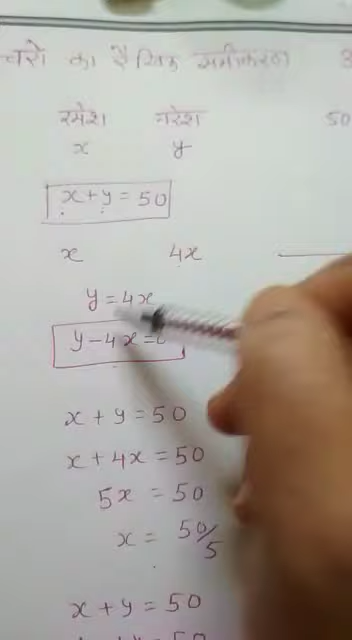 चरो का रैखिक समीकरण 3
रमेश नरेश 50
x y
x + y = 50
x 4x
y = 4x
y - 4x = 0
x + y = 50
x + 4x = 50
5x = 50
x = 50/5
x + y = 50